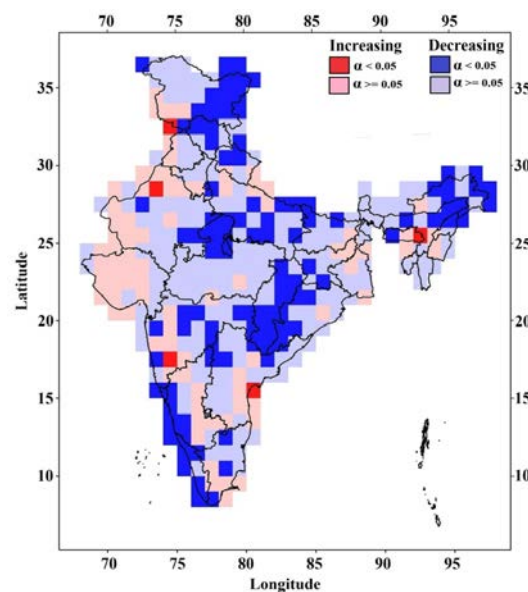 70 75 80 85 90 95
Increasing Decreasing
α < 0.05 α < 0.05
α >= 0.05 α >= 0.05
35 35
30 30
25 25
20 20
15 15
10 10
Latitude
70 75 80 85 90 95
Longitude